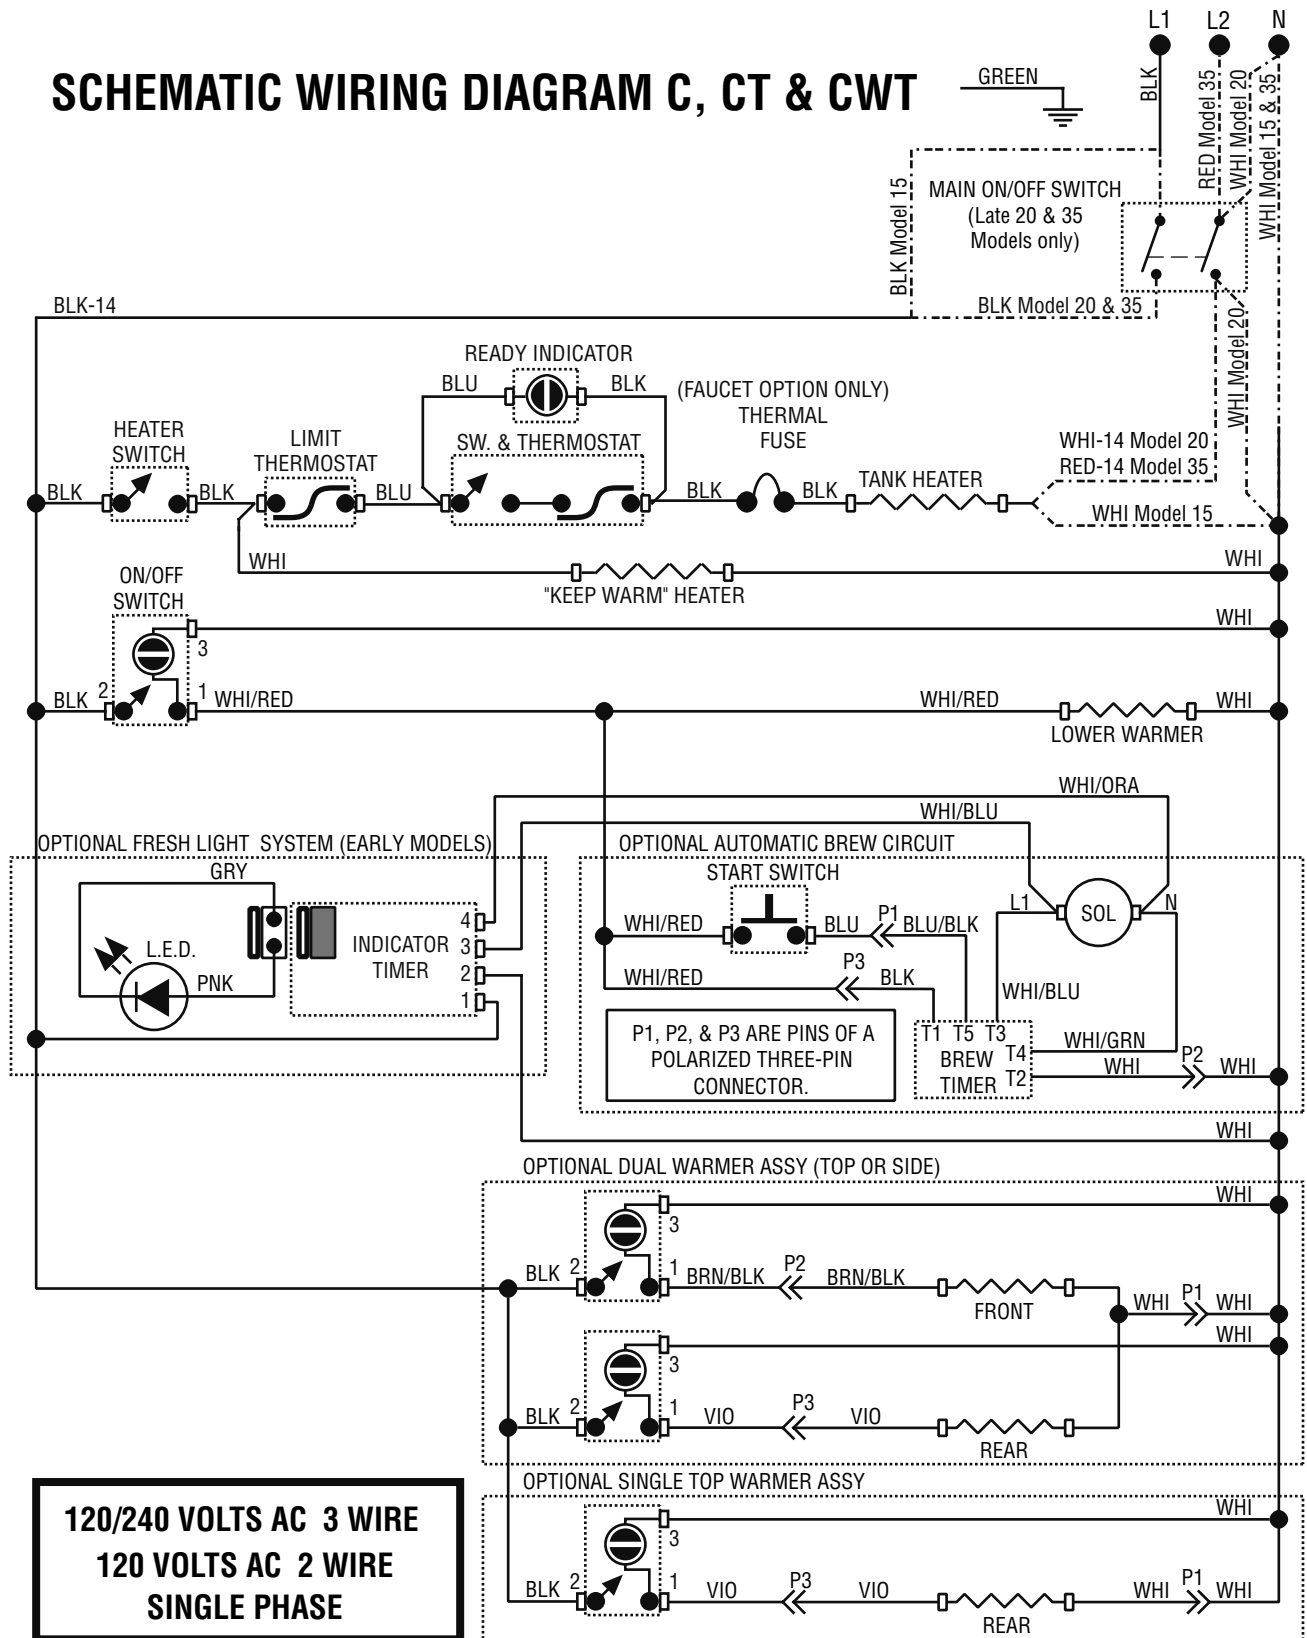 L1 L2 N
SCHEMATIC WIRING DIAGRAM C, CT & CWT
GREEN
BLK
RED Model 35
WHI Model 20
WHI Model 15 & 35
BLK Model 15
MAIN ON/OFF SWITCH
(Late 20 & 35
Models only)
BLK-14
BLK Model 20 & 35
WHI Model 20
READY INDICATOR
BLU
BLK
(FAUCET OPTION ONLY)
THERMAL
FUSE
HEATER
SWITCH
LIMIT
THERMOSTAT
SW. & THERMOSTAT
WHI-14 Model 20
RED-14 Model 35
TANK HEATER
BLK
BLK
BLU
BLK
BLK
WHI Model 15
WHI
WHI
"KEEP WARM" HEATER
ON/OFF
SWITCH
WHI
3
BLK
2
1
WHI/RED
WHI/RED
WHI
LOWER WARMER
WHI/ORA
WHI/BLU
OPTIONAL FRESH LIGHT SYSTEM (EARLY MODELS)
GRY
L.E.D.
PNK
INDICATOR
TIMER
4
3
2
1
OPTIONAL AUTOMATIC BREW CIRCUIT
START SWITCH
WHI/RED
BLU
P1
BLU/BLK
L1
SOL
N
WHI/RED
P3
BLK
WHI/BLU
P1, P2, & P3 ARE PINS OF A
POLARIZED THREE-PIN
CONNECTOR.
T1 T5 T3
T4
BREW
TIMER
T2
WHI/GRN
WHI
P2
WHI
WHI
OPTIONAL DUAL WARMER ASSY (TOP OR SIDE)
WHI
3
BLK
2
1
BRN/BLK
P2
BRN/BLK
FRONT
WHI
P1
WHI
WHI
3
BLK
2
1
VIO
P3
VIO
REAR
OPTIONAL SINGLE TOP WARMER ASSY
WHI
3
BLK
2
1
VIO
P3
VIO
REAR
WHI
P1
WHI
120/240 VOLTS AC 3 WIRE
120 VOLTS AC 2 WIRE
SINGLE PHASE